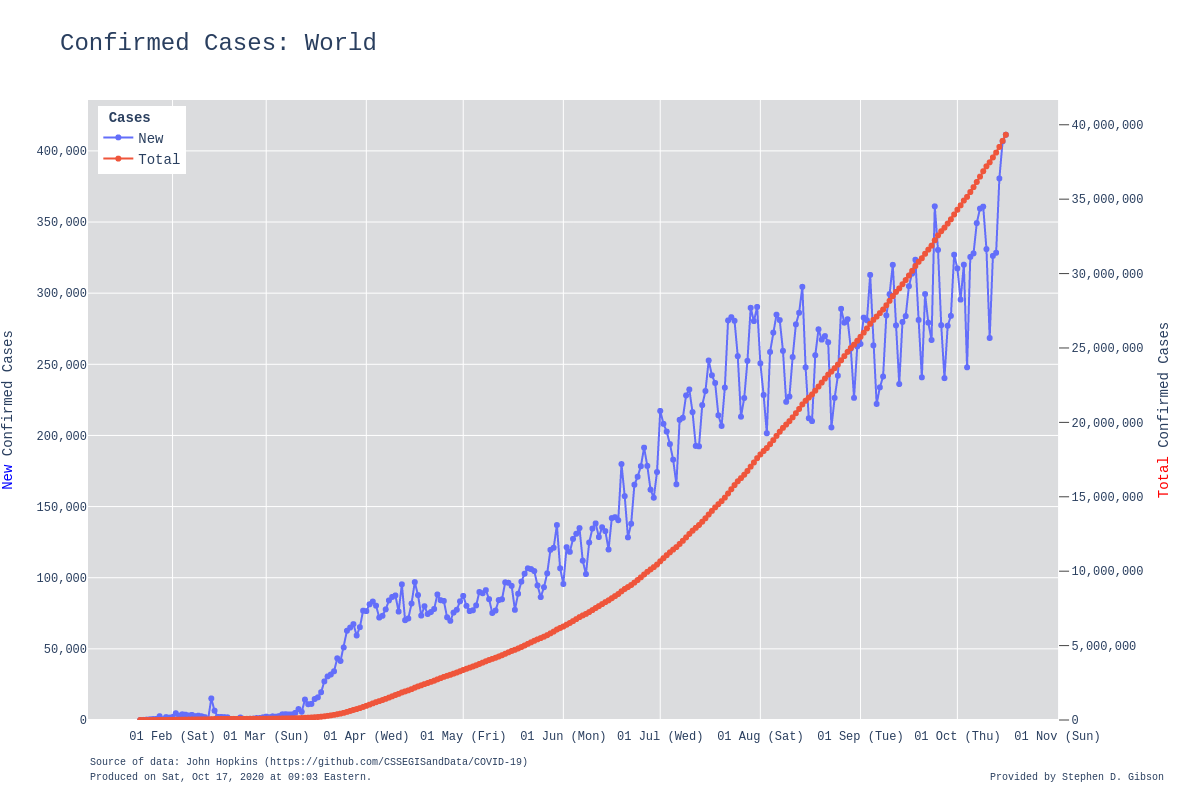 Confirmed Cases: World
Cases
New
Total
400,000
350,000
300,000
250,000
200,000
150,000
100,000
50,000
0
New Confirmed Cases
40,000,000
35,000,000
30,000,000
25,000,000
20,000,000
15,000,000
10,000,000
5,000,000
0
Total Confirmed Cases
01 Feb (Sat) 01 Mar (Sun) 01 Apr (Wed) 01 May (Fri) 01 Jun (Mon) 01 Jul (Wed) 01 Aug (Sat) 01 Sep (Tue) 01 Oct (Thu) 01 Nov (Sun)
Source of data: John Hopkins (https://github.com/CSSEGISandData/COVID-19)
Produced on Sat, Oct 17, 2020 at 09:03 Eastern.
Provided by Stephen D. Gibson